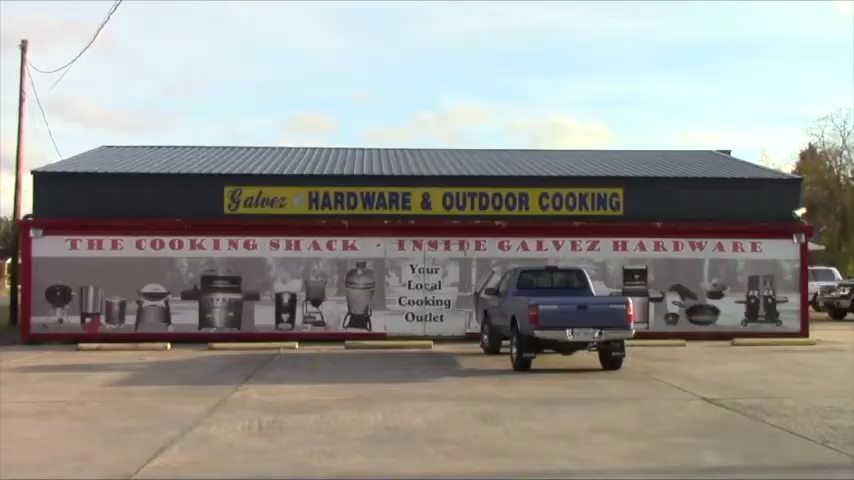 Galvez HARDWARE & OUTDOOR COOKING
THE COOKING SHACK - INSIDE GALVEZ HARDWARE
Your
Local
Cooking
Outlet